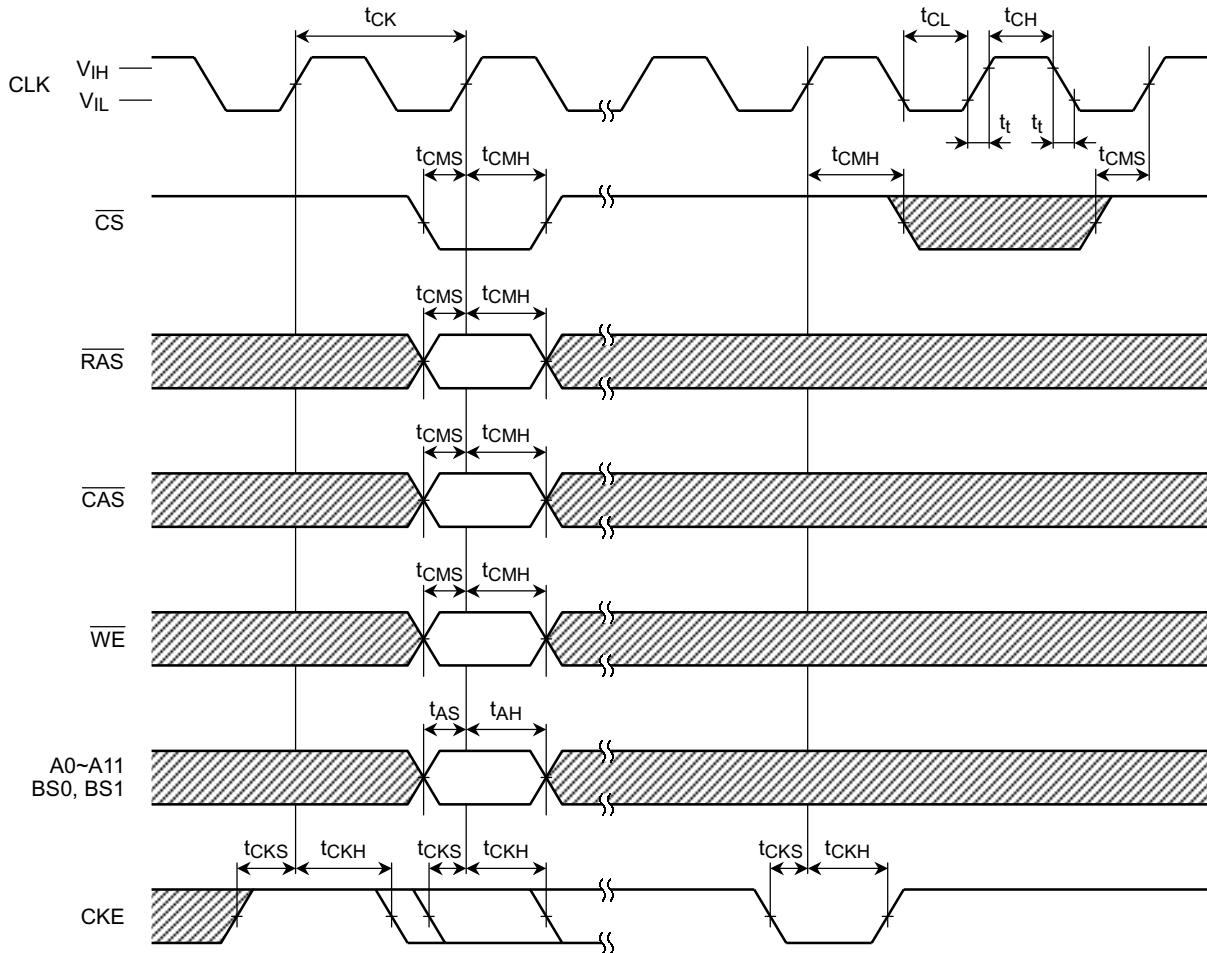 tCK tCL tCH
CLK VIH
VIL
tt tt
tCMS tCMH tCMH tCMS
CS
tCMS tCMH
RAS
tCMS tCMH
CAS
tCMS tCMH
WE
tAS tAH
A0~A11
BS0, BS1
tCKS tCKH tCKS tCKH tCKS tCKH
CKE